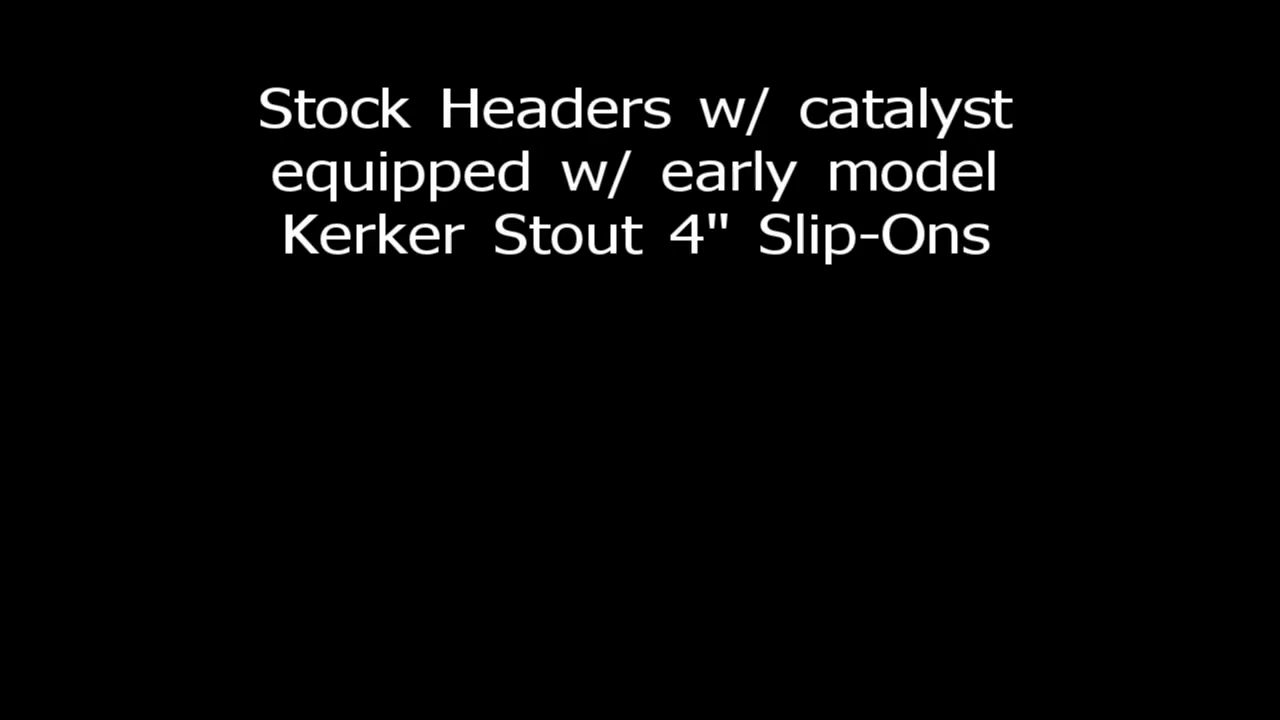 Stock Headers w/ catalyst
equipped w/ early model
Kerker Stout 4" Slip-Ons